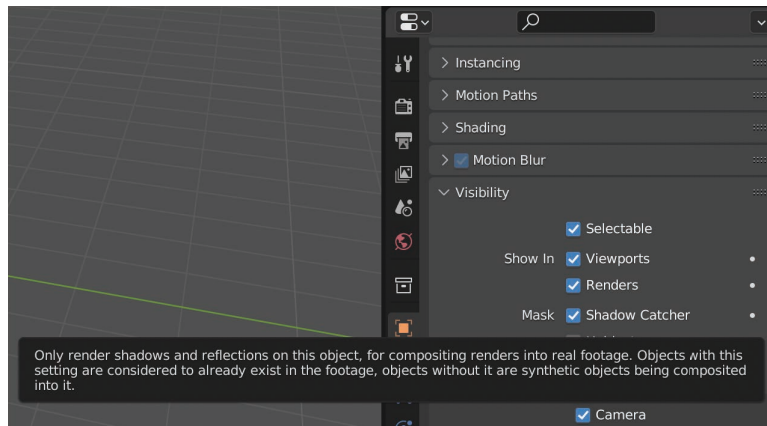 Instancing
Motion Paths
Shading
Motion Blur
Visibility
Selectable
Show In Viewports
Renders
Mask Shadow Catcher
Only render shadows and reflections on this object, for compositing renders into real footage. Objects with this
setting are considered to already exist in the footage, objects without it are synthetic objects being composited
into it.
Camera